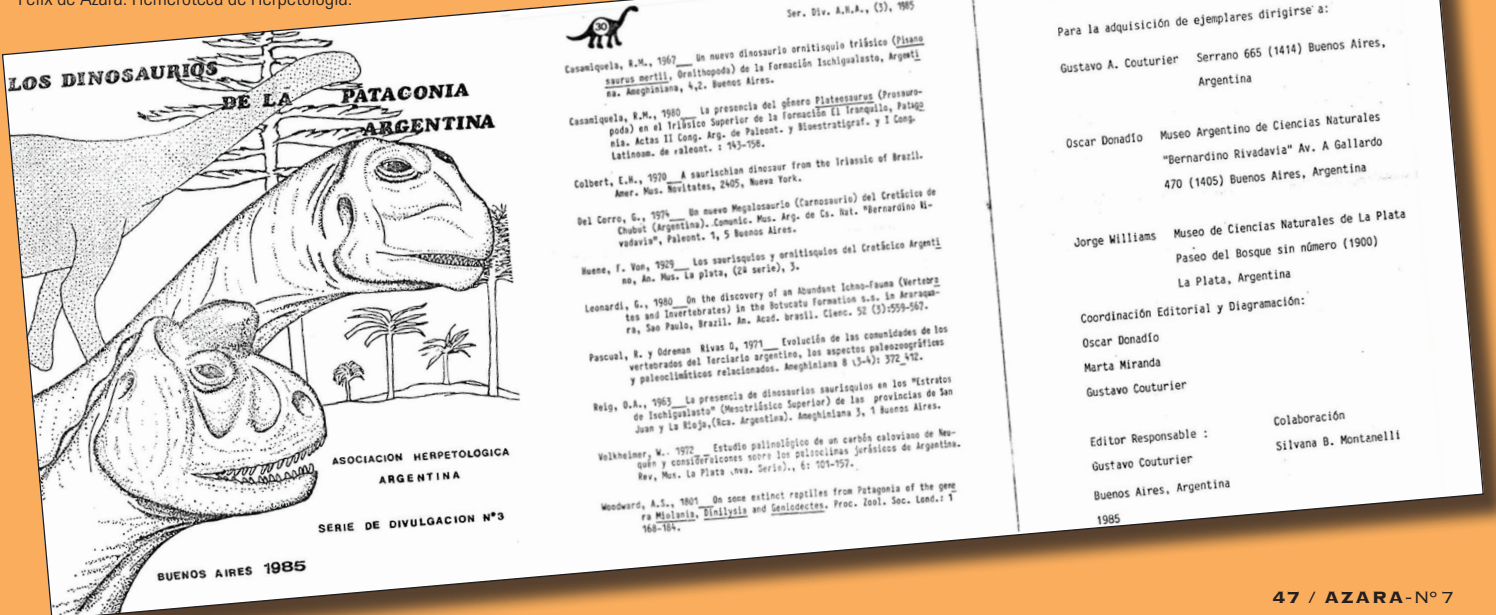 Félix de Azara. Hemeroteca de Herpetología.
LOS DINOSAURIOS
DE LA PATAGONIA
ARGENTINA
ASOCIACION HERPETOLOGICA
ARGENTINA
SERIE DE DIVULGACION Nº3
BUENOS AIRES 1985
30
Ser. Div. A.H.A., (3), 1985
Casamiquela, R.M., 1967__ Un nuevo dinosaurio ornitisquio triásico (Pisano
saurus mertii, Ornithopoda) de la Formación Ischigualasto, Argenti
na. Ameghiniana, 4,2. Buenos Aires.
Casamiquela, R.M., 1980__ La presencia del género Plateosaurus (Prosauro-
poda) en el Triásico Superior de la Formación El Tranquilo, Patago
nia. Actas II Cong. Arg. de Paleont. y Bioestratigraf. y I Cong.
Latinoam. de Paleont. : 143-158.
Colbert, E.H., 1970__ A saurischian dinosaur from the Triassic of Brazil.
Amer. Mus. Novitates, 2405, Nueva York.
Del Corro, G., 1974__ Un nuevo Megalosaurio (Carnosaurio) del Cretácico de
Chubut (Argentina). Comunic. Mus. Arg. de Cs. Nat. "Bernardino Ri-
vadavia", Paleont. 1, 5 Buenos Aires.
Huene, F. Von, 1929__ Los saurisquios y ornitisquios del Cretácico Argenti
no, An. Mus. La plata, (2ª serie), 3.
Leonardi, G., 1980__On the discovery of an Abundant Ichno-Fauna (Vertebra
tes and Invertebrates) in the Botucatu Formation s.s. in Araraqua-
ra, Sao Paulo, Brazil. An. Acad. brasil. Cienc. 52 (3):559-567.
Pascual, R. y Odreman Rivas O, 1971__ Evolución de las comunidades de los
vertebrados del Terciario argentino, los aspectos paleozoográficos
y paleoclimáticos relacionados. Ameghiniana 8 (3-4): 372_412.
Reig, O.A., 1963__La presencia de dinosaurios saurisquios en los "Estratos
de Ischigualasto" (Mesotriásico Superior) de las provincias de San
Juan y La Rioja,(Rca. Argentina). Ameghiniana 3, 1 Buenos Aires.
Volkheimer, W.. 1972__ Estudio palinológico de un carbón caloviano de Neu-
quén y consideraicones sobre los paleoclimas jurásicos de Argentina.
Rev, Mus. La Plata (nva. Serie)., 6: 101-157.
Woodward, A.S., 1801__On some extinct reptiles from Patagonia of the gene
ra Miolania, Dinilysia and Geniodectes. Proc. Zool. Soc. Lond.: 1
168-184.
Para la adquisición de ejemplares dirigirse a:
Gustavo A. Couturier Serrano 665 (1414) Buenos Aires,
Argentina
Oscar Donadío Museo Argentino de Ciencias Naturales
"Bernardino Rivadavia" Av. A Gallardo
470 (1405) Buenos Aires, Argentina
Jorge Williams Museo de Ciencias Naturales de La Plata
Paseo del Bosque sin número (1900)
La Plata, Argentina
Coordinación Editorial y Diagramación:
Oscar Donadío
Marta Miranda
Gustavo Couturier
Editor Responsable : Colaboración
Gustavo Couturier Silvana B. Montanelli
Buenos Aires, Argentina
1985
47 / AZARA-Nº 7